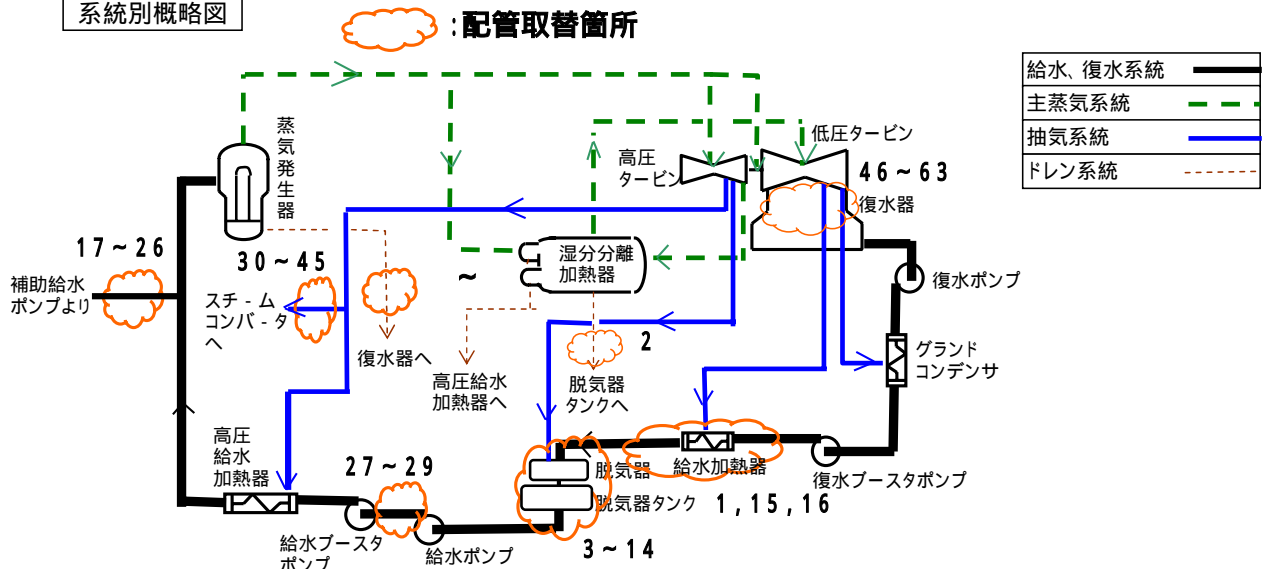 系統別概略図
:配管取替箇所
給水、復水系統
主蒸気系統
抽気系統
ドレン系統
蒸
気
発
生
器
高圧
タービン
低圧タービン
46~63
復水器
17~26
30~45
~
湿分分離
加熱器
補助給水
ポンプより
スチ-ム
コンバ-タ
へ
復水ポンプ
2
復水器へ
高圧給水
加熱器へ
脱気器
タンクへ
グランド
コンデンサ
高圧
給水
加熱器
27~29
脱気器
給水加熱器
復水ブースタポンプ
脱気器タンク
1,15,16
給水ブースタ
ポンプ
給水ポンプ
3~14